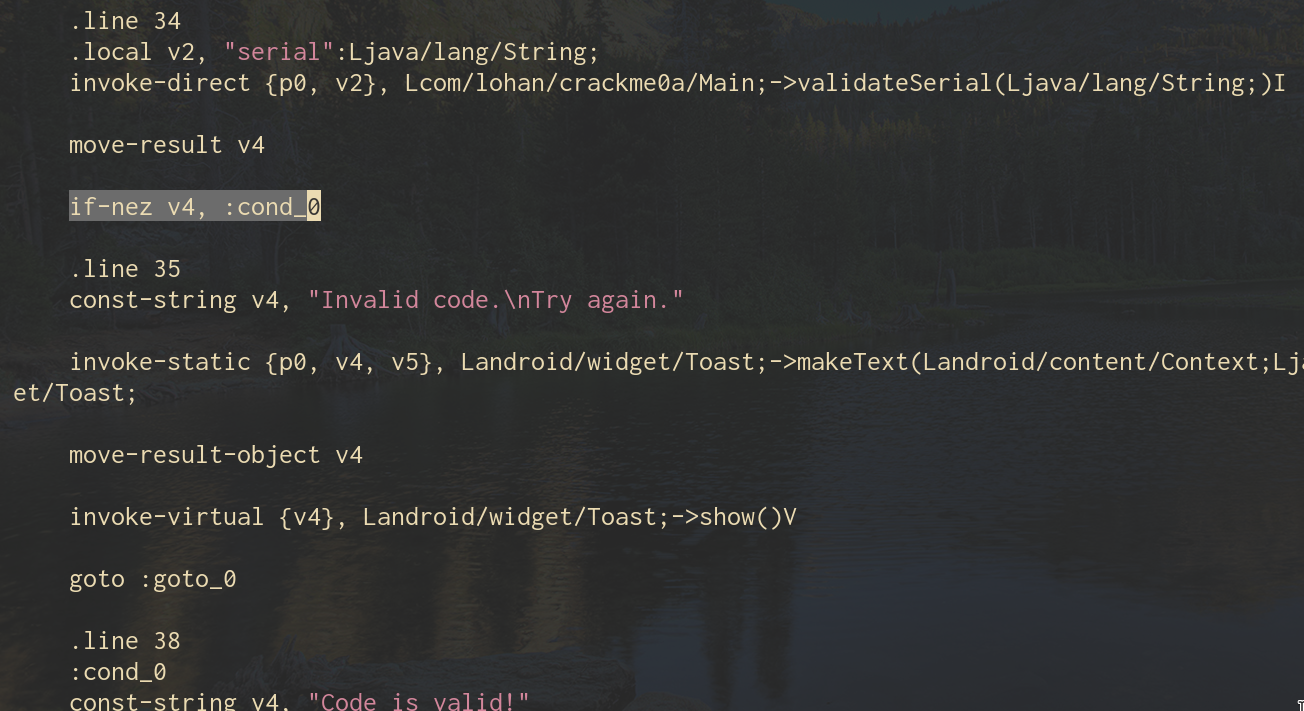 .line 34
.local v2, "serial":Ljava/lang/String;
invoke-direct {p0, v2}, Lcom/lohan/crackme0a/Main;->validateSerial(Ljava/lang/String;)I
move-result v4
if-nez v4, :cond_0
.line 35
const-string v4, "Invalid code.\nTry again."
invoke-static {p0, v4, v5}, Landroid/widget/Toast;->makeText(Landroid/content/Context;Lj
et/Toast;
move-result-object v4
invoke-virtual {v4}, Landroid/widget/Toast;->show()V
goto :goto_0
.line 38
:cond_0
const-string v4, "Code is valid!"